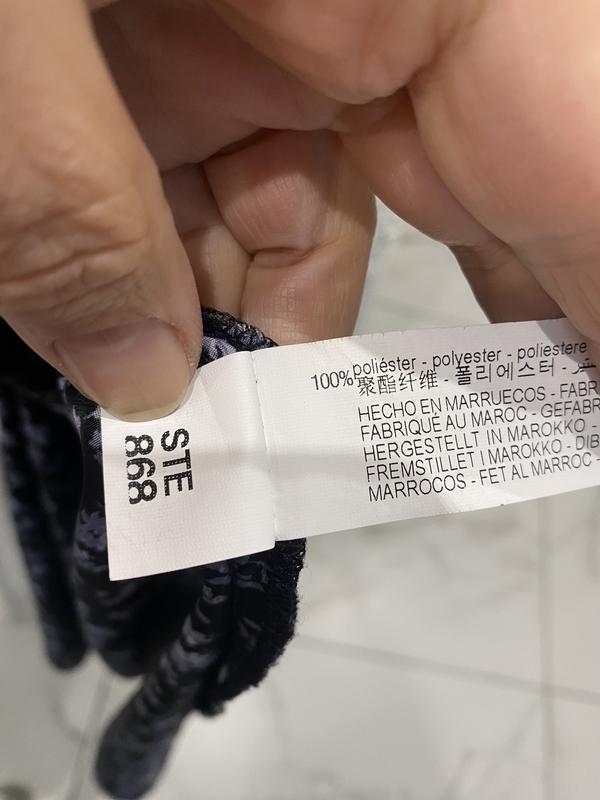 STE
868
100%
poliéster - polyester - poliestere
聚酯纤维 - 폴리에스터 -
HECHO EN MARRUECOS - FABR
FABRIQUÉ AU MAROC - GEFABR
HERGESTELLT IN MAROKKO -
FREMSTILLET I MAROKKO - DIB
MARROCOS - FET AL MARROC -